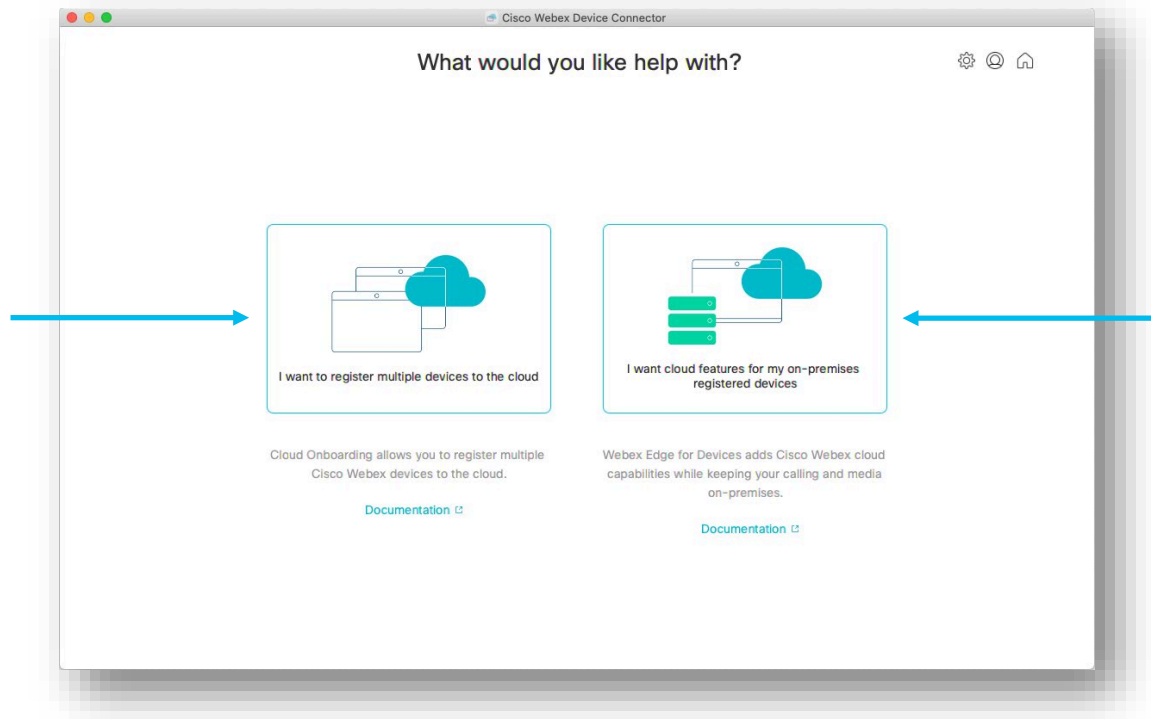 Cisco Webex Device Connector
What would you like help with?
I want to register multiple devices to the cloud
I want cloud features for my on-premises
registered devices
Cloud Onboarding allows you to register multiple
Cisco Webex devices to the cloud.
Documentation
Webex Edge for Devices adds Cisco Webex cloud
capabilities while keeping your calling and media
on-premises.
Documentation